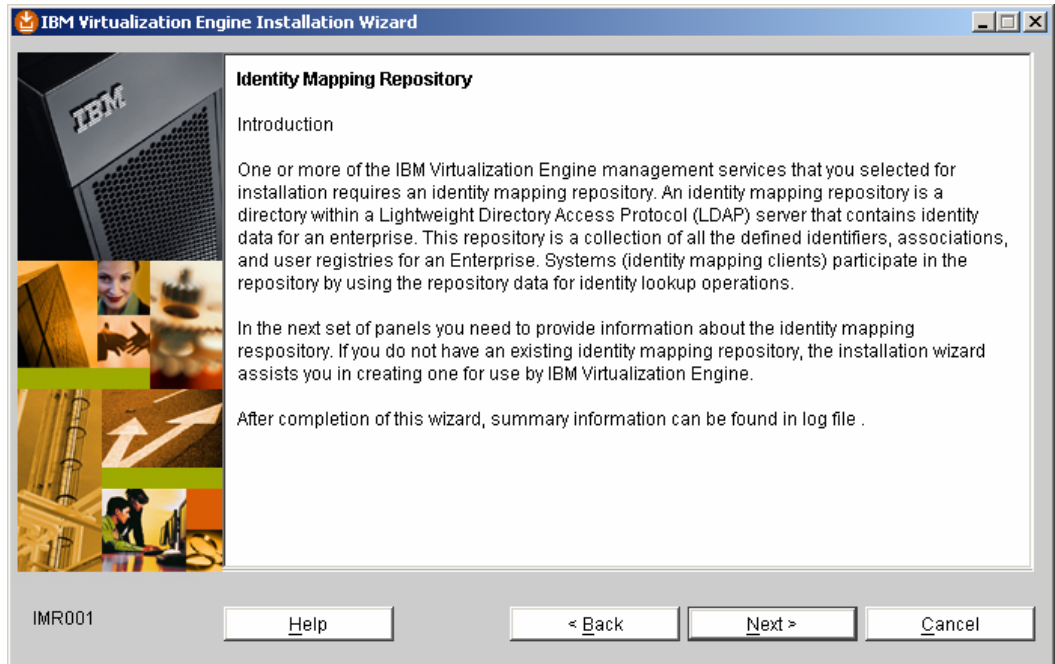 IBM Virtualization Engine Installation Wizard
IBM
Identity Mapping Repository
Introduction
One or more of the IBM Virtualization Engine management services that you selected for
installation requires an identity mapping repository. An identity mapping repository is a
directory within a Lightweight Directory Access Protocol (LDAP) server that contains identity
data for an enterprise. This repository is a collection of all the defined identifiers, associations,
and user registries for an Enterprise. Systems (identity mapping clients) participate in the
repository by using the repository data for identity lookup operations.
In the next set of panels you need to provide information about the identity mapping
respository. If you do not have an existing identity mapping repository, the installation wizard
assists you in creating one for use by IBM Virtualization Engine.
After completion of this wizard, summary information can be found in log file .
IMR001
Help
< Back
Next >
Cancel